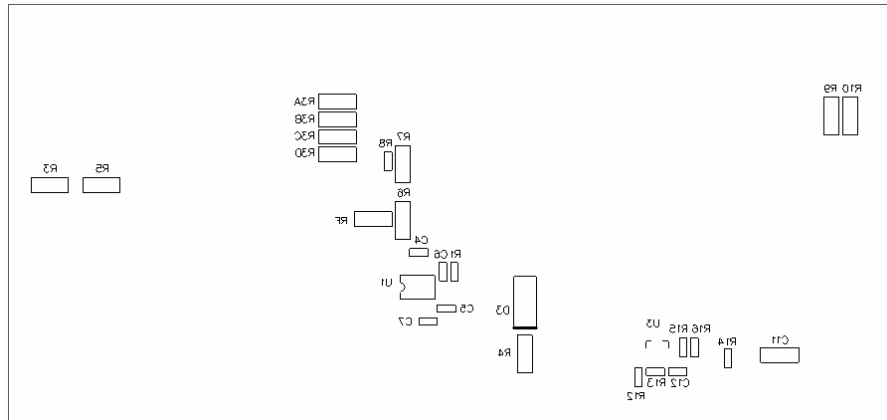 R9 R10
R3A
R3B
R3C
R3D
R8 R7
R3 R5
R6
RF
C4
C6 R1
U1
C5
C7
D3
R4
U3
R15 R16
R14
C11
R13 C12
R12